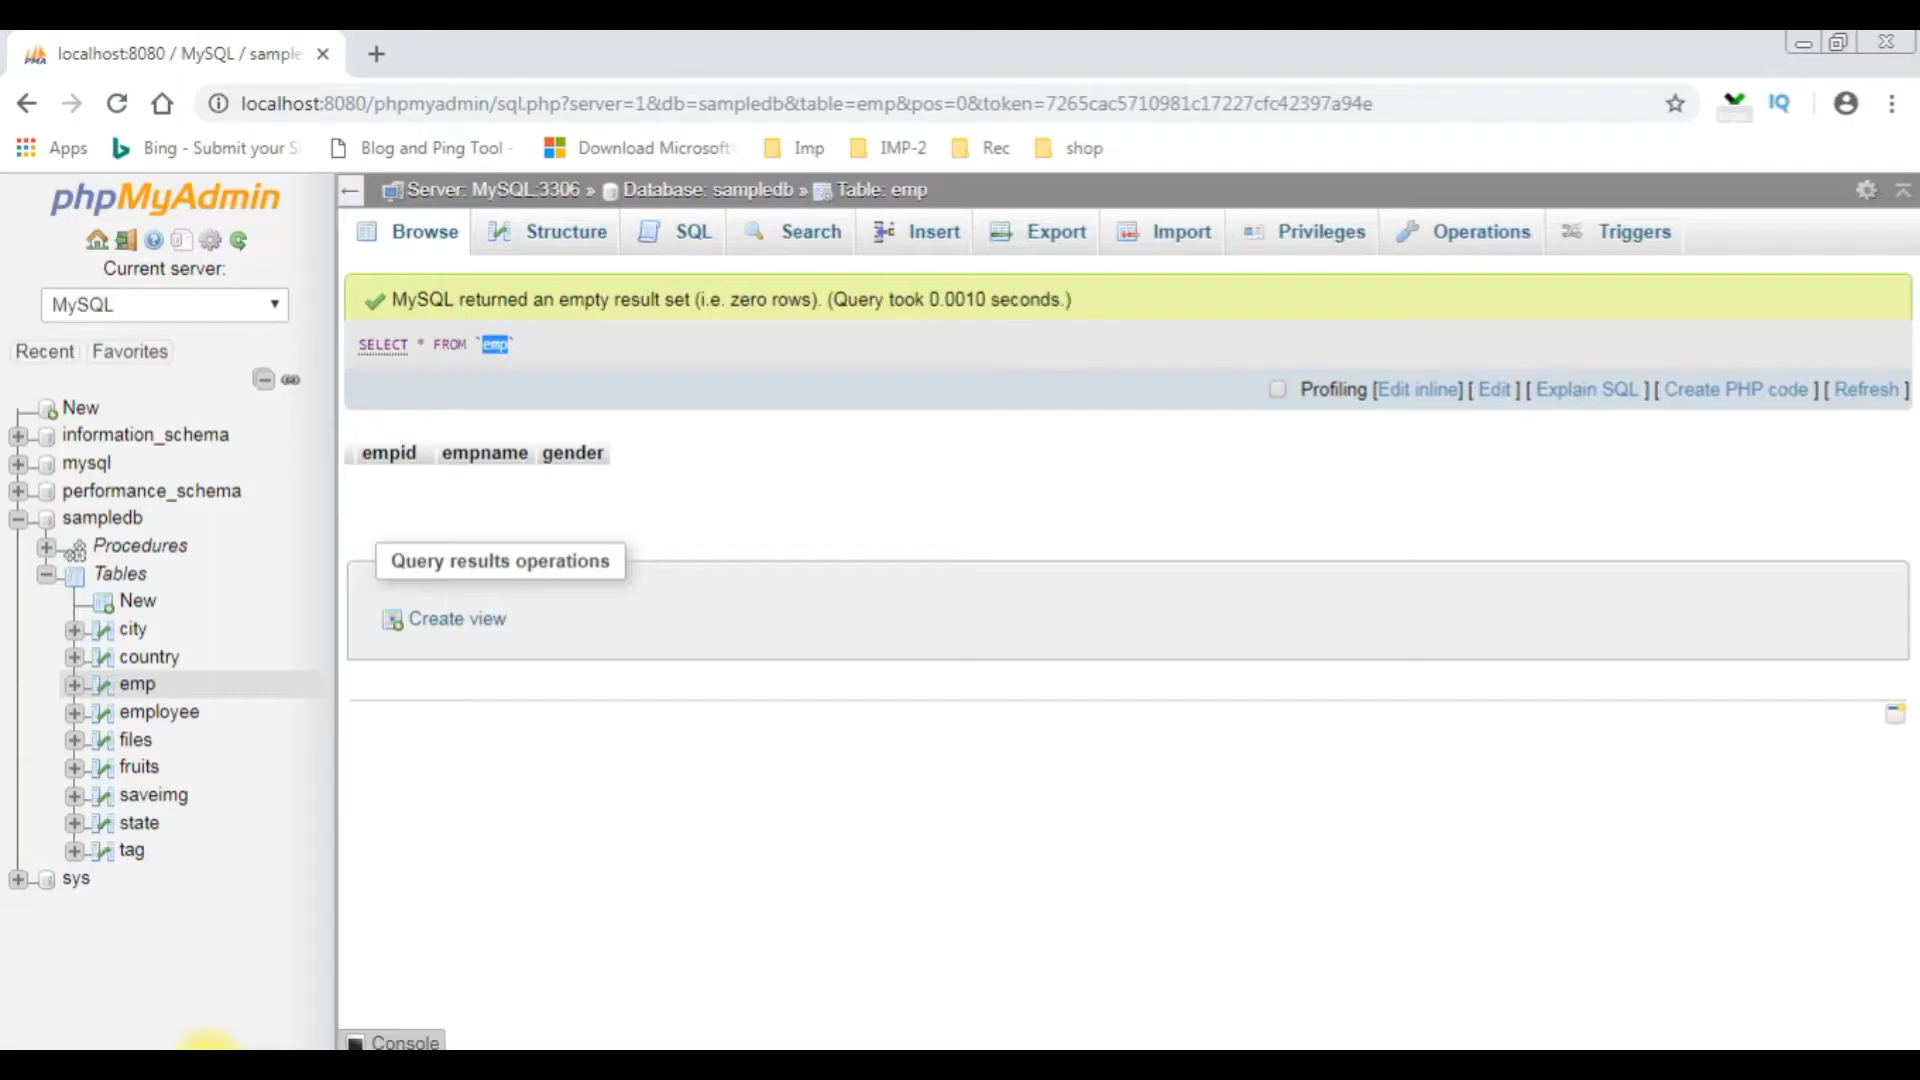 localhost:8080 / MySQL / sample
localhost:8080/phpmyadmin/sql.php?server=1&db=sampledb&table=emp&pos=0&token=7265cac5710981c17227cfc42397a94e
IQ
Apps
Bing - Submit your S
Blog and Ping Tool -
Download Microsoft
Imp
IMP-2
Rec
shop
phpMyAdmin
Current server:
MySQL
Recent
Favorites
New
information_schema
mysql
performance_schema
sampledb
Procedures
Tables
New
city
country
emp
employee
files
fruits
saveimg
state
tag
sys
Server: MySQL:3306 » Database: sampledb » Table: emp
Browse
Structure
SQL
Search
Insert
Export
Import
Privileges
Operations
Triggers
MySQL returned an empty result set (i.e. zero rows). (Query took 0.0010 seconds.)
SELECT * FROM `emp`
Profiling [Edit inline] [ Edit ] [ Explain SQL ] [ Create PHP code ] [ Refresh ]
empid empname gender
Query results operations
Create view
Console